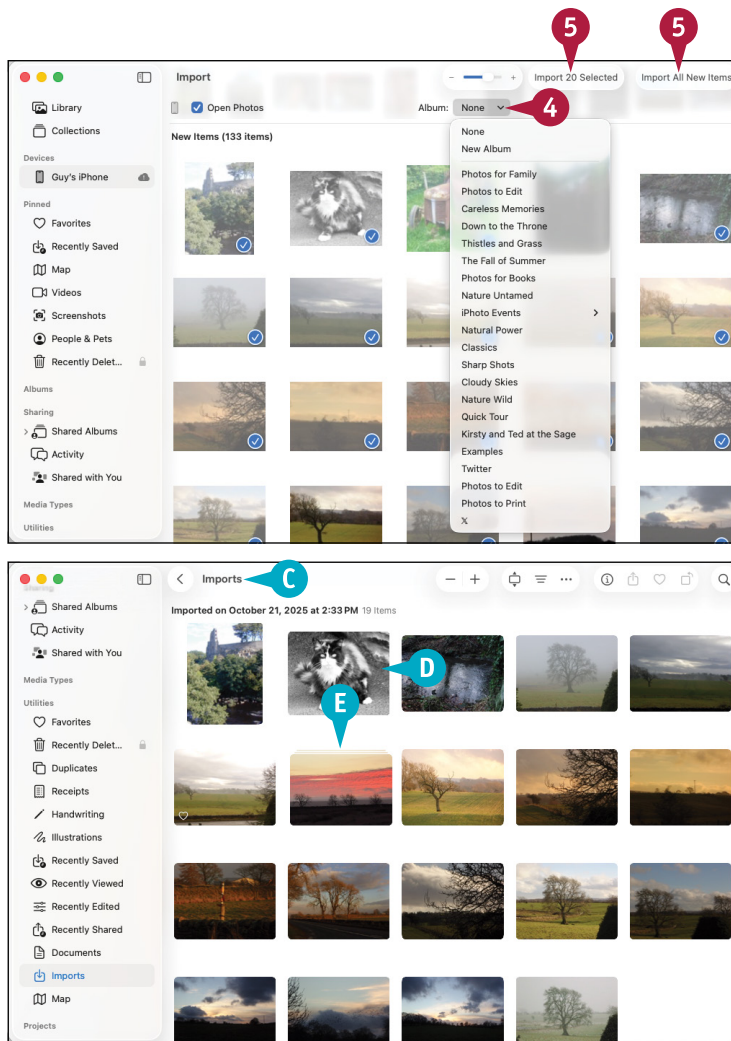 5 5
Import - + Import 20 Selected Import All New Items
Library
Open Photos Album: None 4
Collections
New Items (133 items)
None
New Album
Devices
Guy's iPhone
Photos for Family
Photos to Edit
Pinned
Careless Memories
Favorites
Down to the Throne
Recently Saved
Thistles and Grass
The Fall of Summer
Map
Photos for Books
Videos
Nature Untamed
Screenshots
iPhoto Events
People & Pets
Natural Power
Classics
Recently Delet...
Sharp Shots
Albums
Cloudy Skies
Nature Wild
Sharing
Quick Tour
Shared Albums
Kirsty and Ted at the Sage
Activity
Examples
Twitter
Shared with You
Photos to Edit
Media Types
Photos to Print
X
Utilities
Imports C
Sharing
Shared Albums
Imported on October 21, 2025 at 2:33 PM 19 Items
Activity
Shared with You
D
Media Types
E
Utilities
Favorites
Recently Delet...
Duplicates
Receipts
Handwriting
Illustrations
Recently Saved
Recently Viewed
Recently Edited
Recently Shared
Documents
Imports
Map
Projects